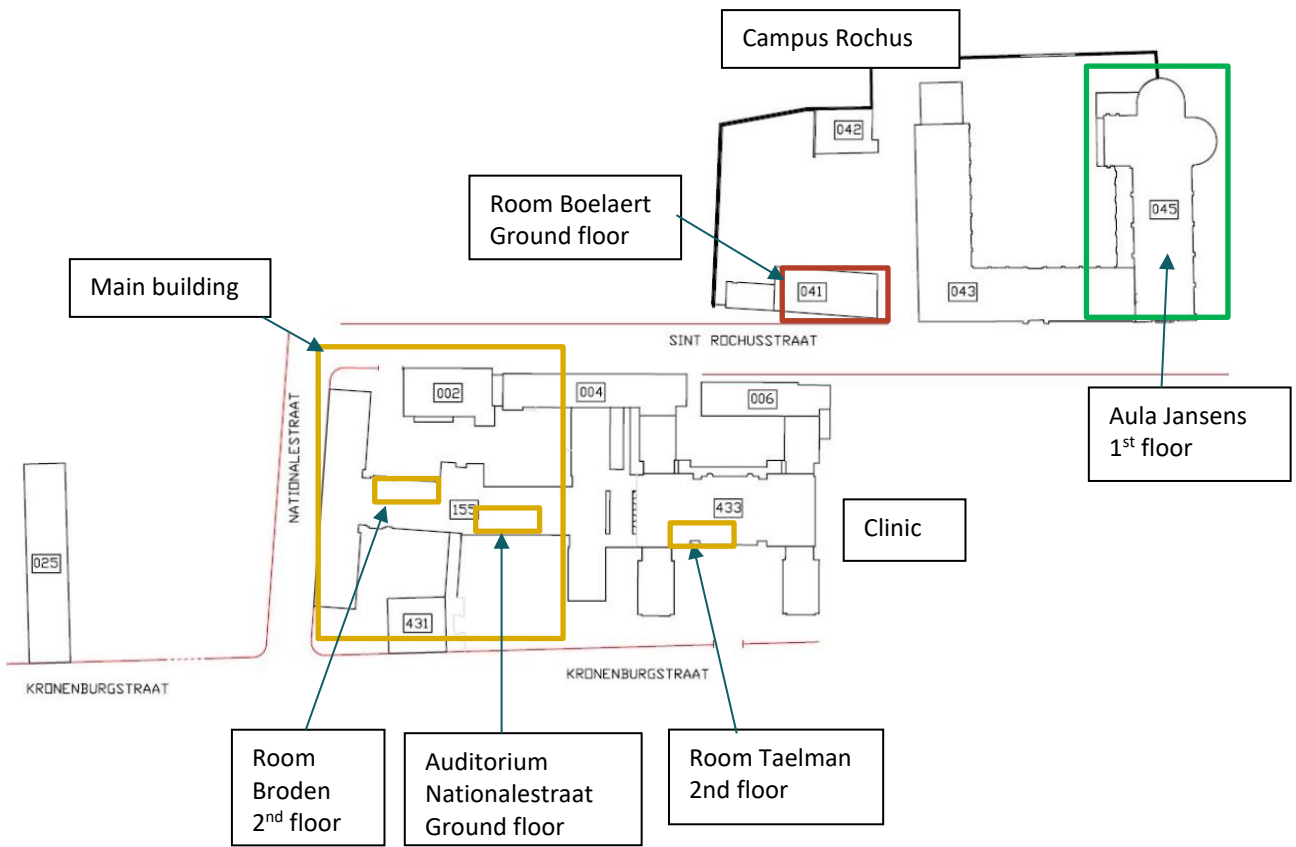 Campus Rochus
042
Room Boelaert
Ground floor
045
Main building
041
043
SINT ROCHUSSTRAAT
002
004
006
NATIONALESTRAAT
Aula Jansens
1st floor
155
433
Clinic
025
431
KRONENBURGSTRAAT
KRONENBURGSTRAAT
Room
Broden
2nd floor
Auditorium
Nationalestraat
Ground floor
Room Taelman
2nd floor